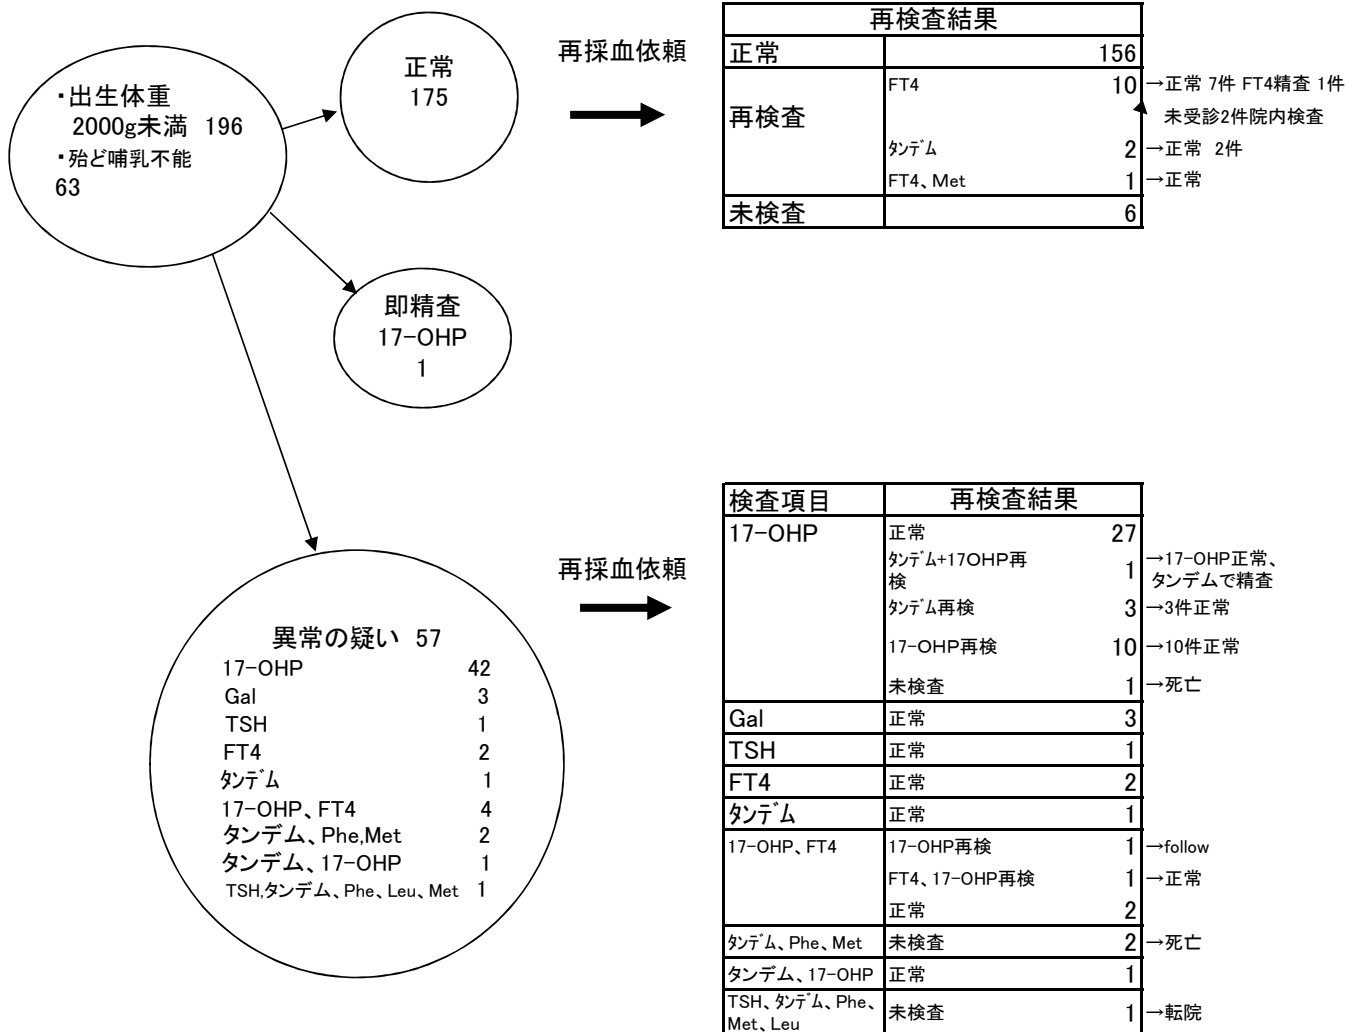 ・出生体重
2000g未満 196
・殆ど哺乳不能
63
正常
175
即精査
17-OHP
1
再採血依頼
再検査結果
正常 156
再検査
FT4 10 →正常 7件 FT4精査 1件
未受診2件院内検査
タンデム 2 →正常 2件
FT4、Met 1 →正常
未検査 6
異常の疑い 57
17-OHP 42
Gal 3
TSH 1
FT4 2
タンデム 1
17-OHP、FT4 4
タンデム、Phe,Met 2
タンデム、17-OHP 1
TSH,タンデム、Phe、Leu、Met 1
再採血依頼
検査項目 再検査結果
17-OHP 正常 27
タンデム+17OHP再
検 1 →17-OHP正常、
タンデムで精査
タンデム再検 3 →3件正常
17-OHP再検 10 →10件正常
未検査 1 →死亡
Gal 正常 3
TSH 正常 1
FT4 正常 2
タンデム 正常 1
17-OHP、FT4 17-OHP再検 1 →follow
FT4、17-OHP再検 1 →正常
正常 2
タンデム、Phe、Met 未検査 2 →死亡
タンデム、17-OHP 正常 1
TSH、タンデム、Phe、
Met、Leu 未検査 1 →転院